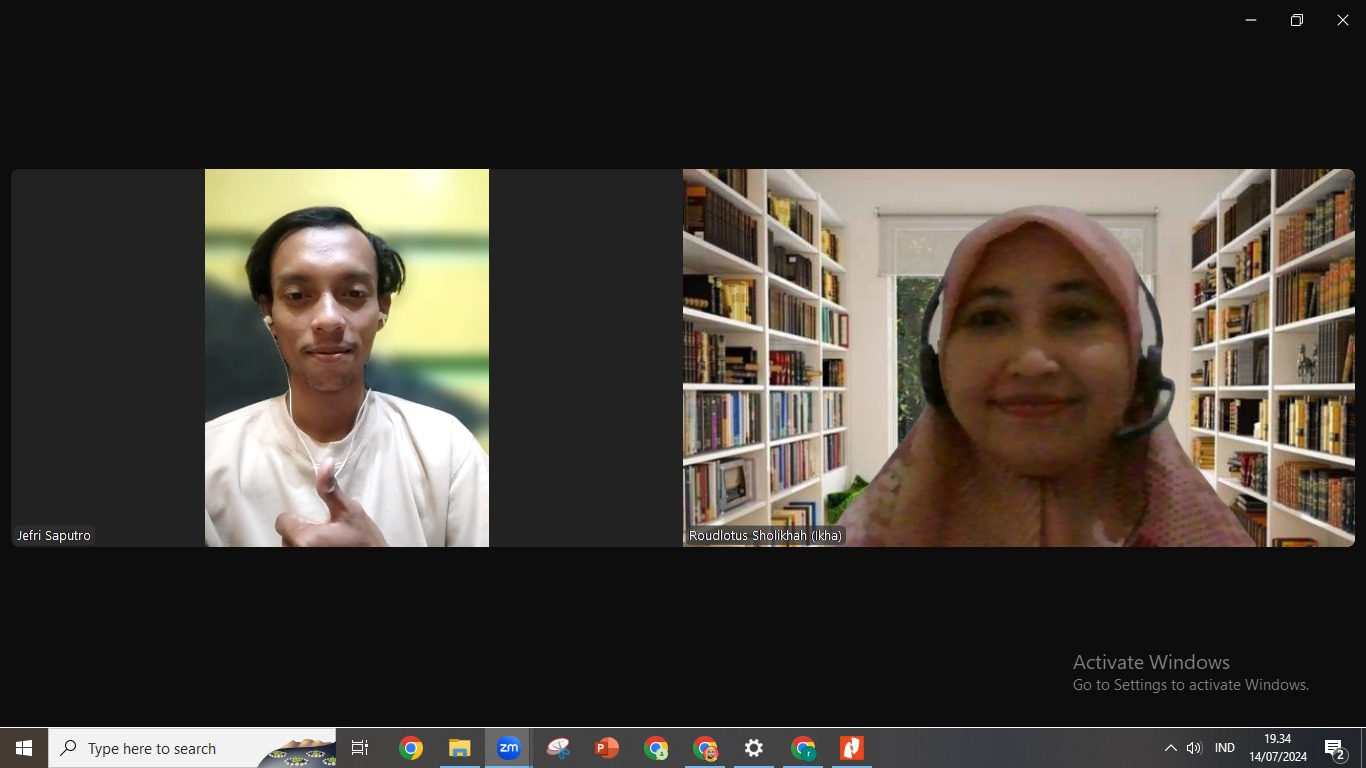 Jefri Saputro
Roudlotus Sholikhah (Ikha)
Activate Windows
Go to Settings to activate Windows.
Type here to search
zm
P
A
r
IND
19.34
14/07/2024
2